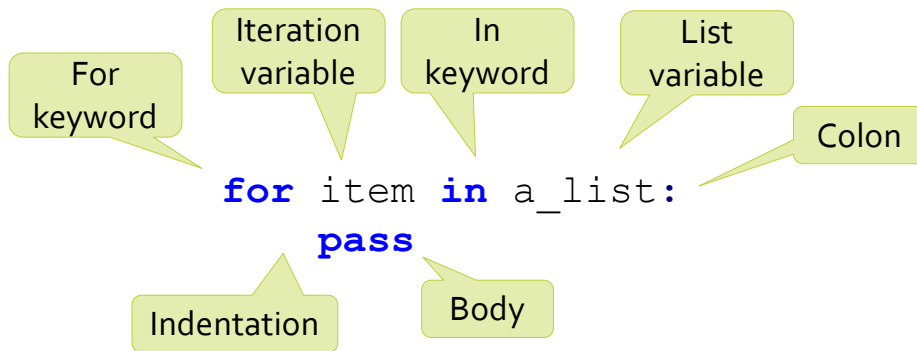 For
keyword
Iteration
variable
In
keyword
List
variable
Colon
for item in a_list:
pass
Indentation
Body